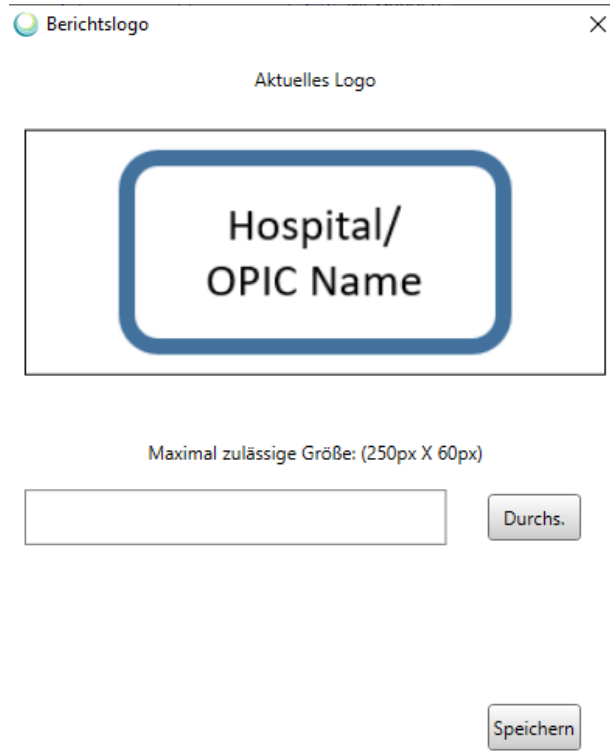 Berichtslogo
Aktuelles Logo
Hospital/
OPIC Name
Maximal zulässige Größe: (250px X 60px)
Durchs.
Speichern